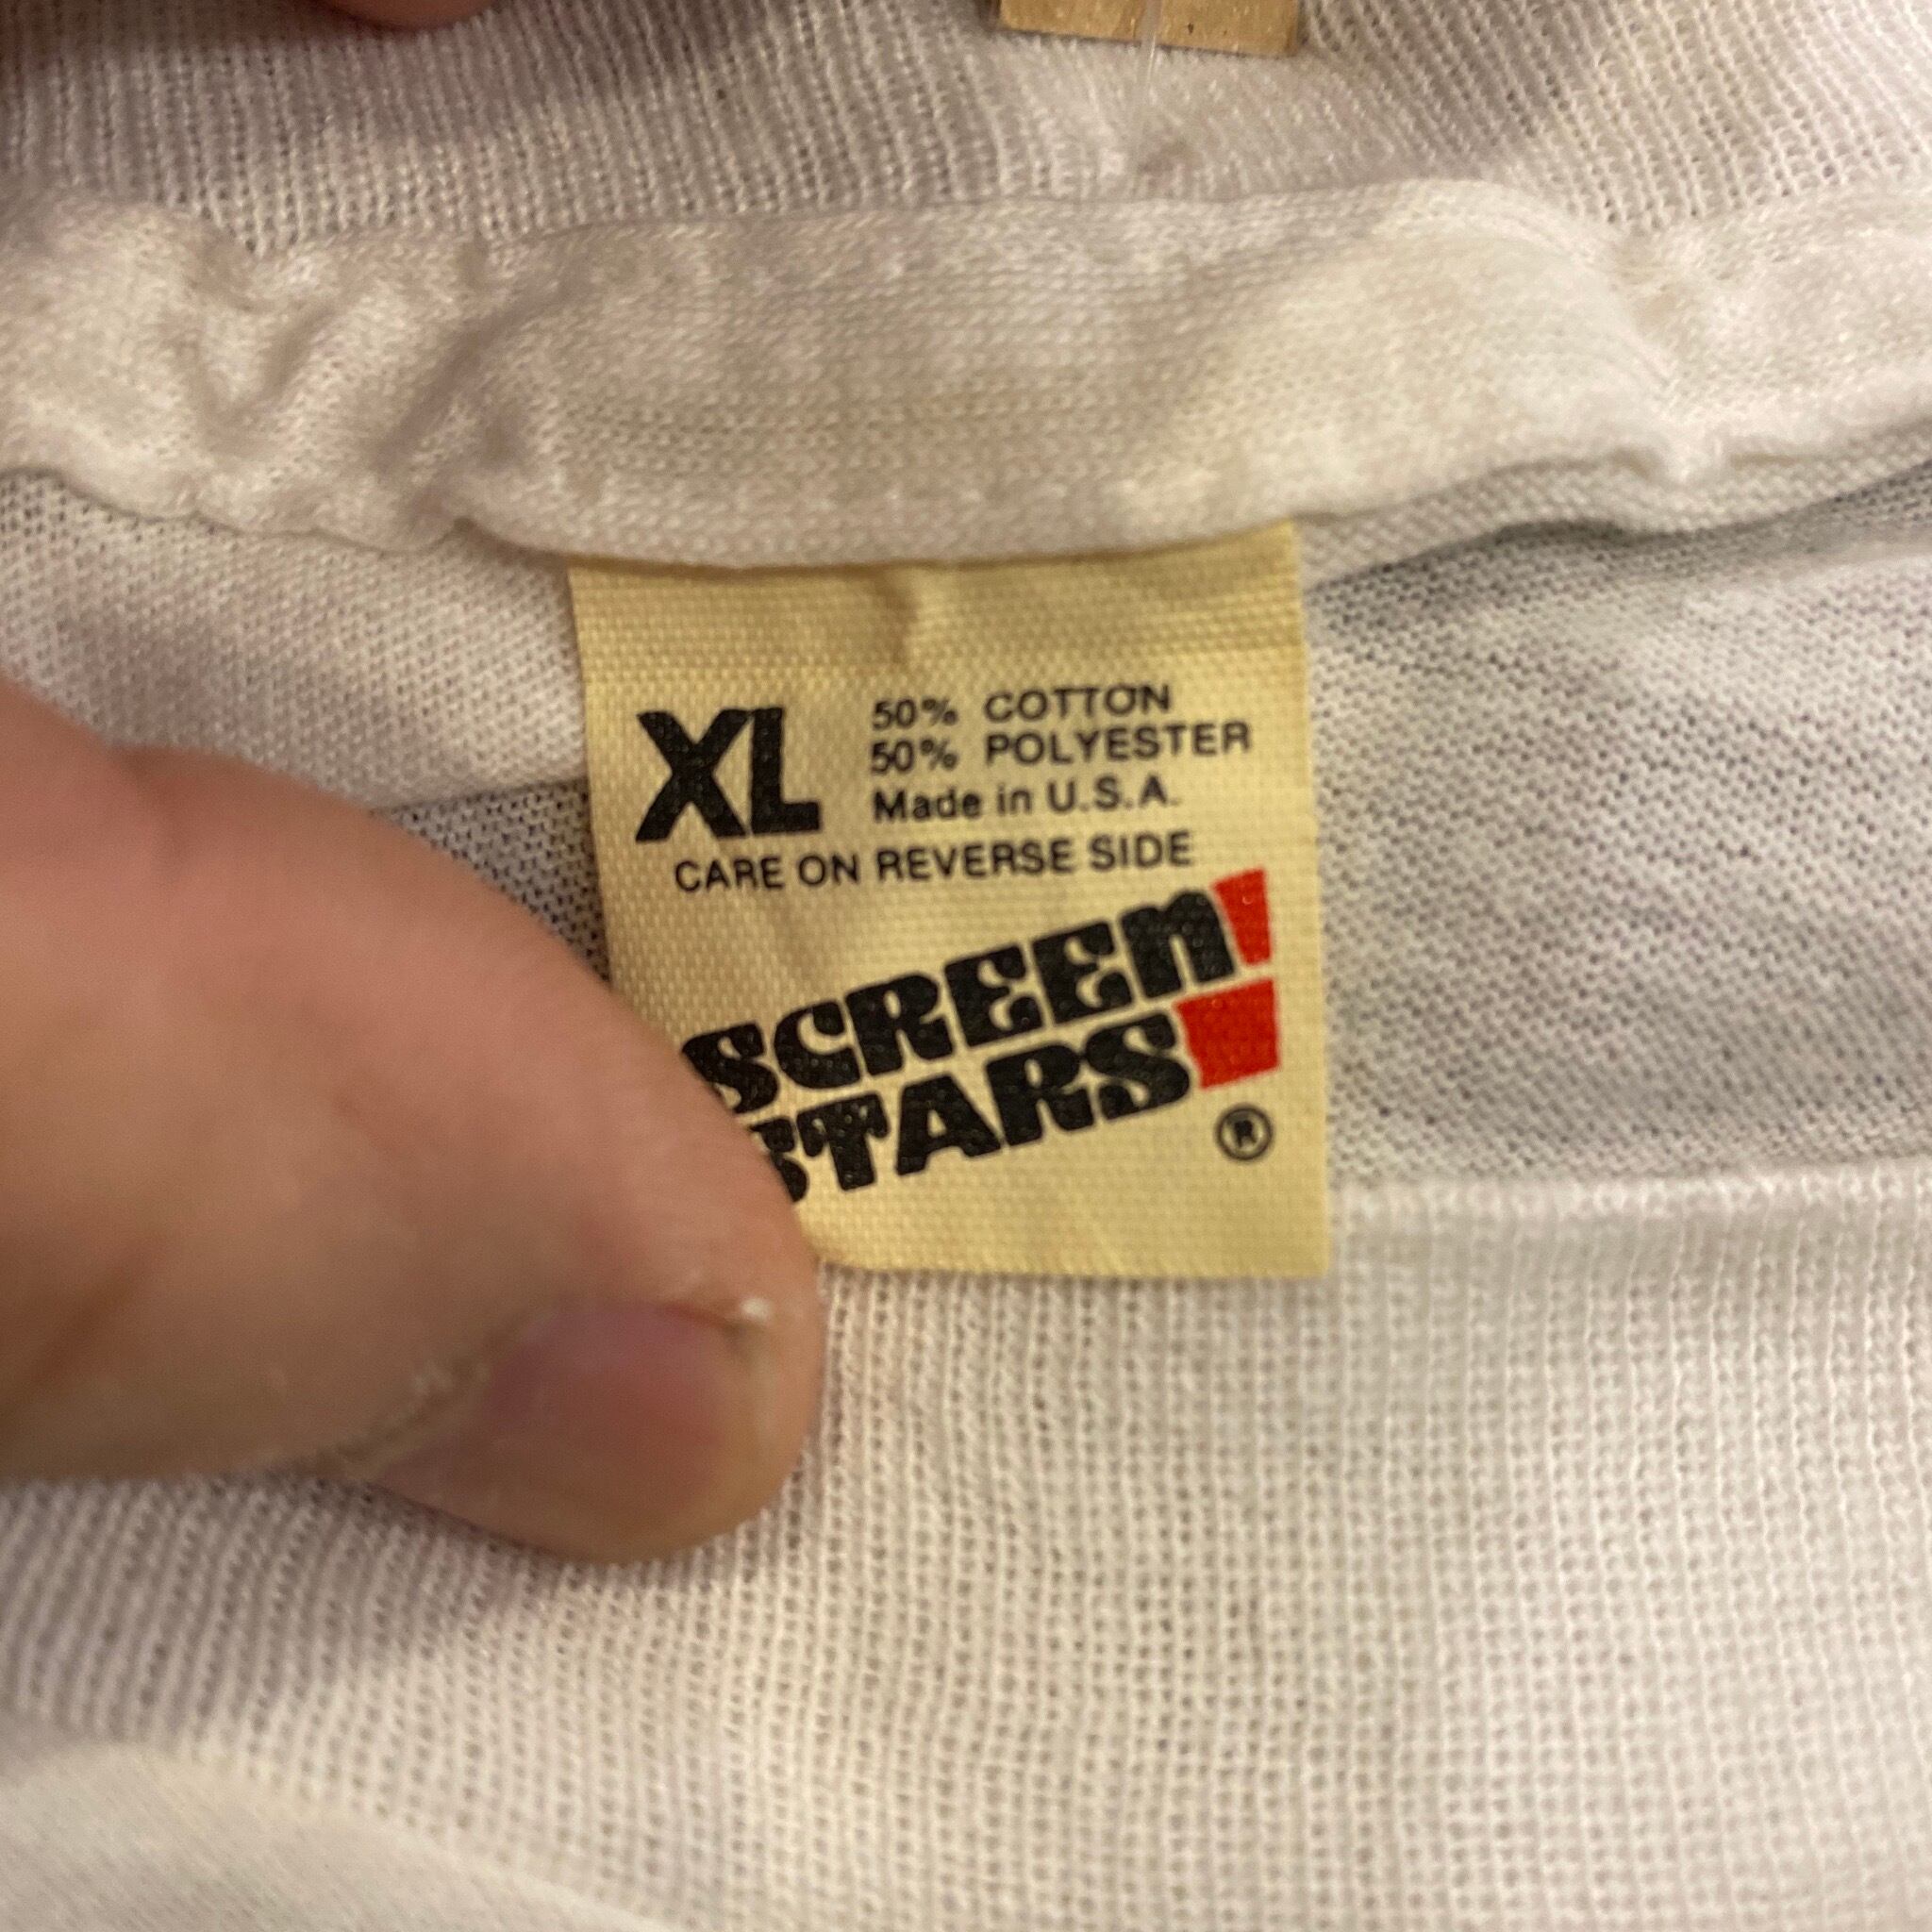 XL
50% COTTON
50% POLYESTER
Made in U.S.A.
CARE ON REVERSE SIDE
SCREEN
STARS
®